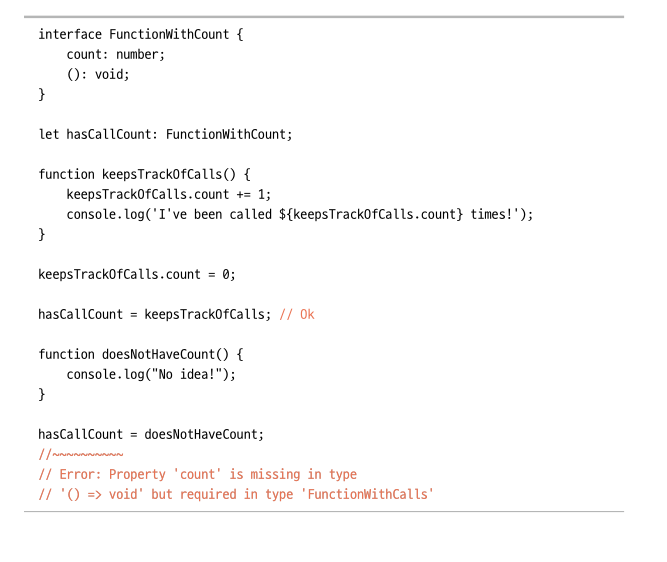 interface FunctionWithCount {
    count: number;
    (): void;
}

let hasCallCount: FunctionWithCount;

function keepsTrackOfCalls() {
    keepsTrackOfCalls.count += 1;
    console.log('I've been called ${keepsTrackOfCalls.count} times!');
}

keepsTrackOfCalls.count = 0;

hasCallCount = keepsTrackOfCalls; // Ok

function doesNotHaveCount() {
    console.log("No idea!");
}

hasCallCount = doesNotHaveCount;
//~~~~~~~~~~
// Error: Property 'count' is missing in type
// '() => void' but required in type 'FunctionWithCalls'